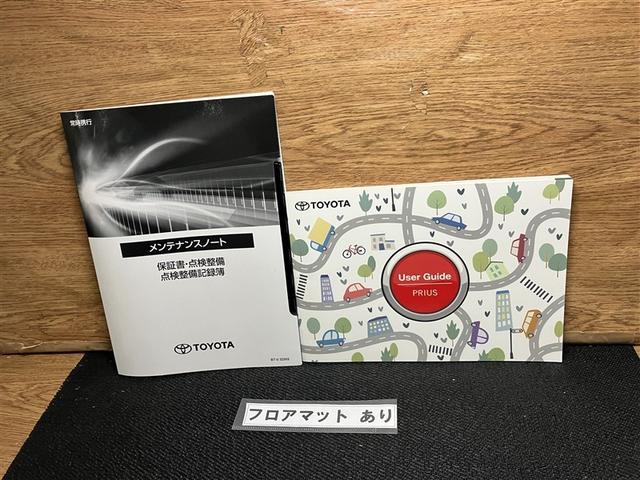 常時携行
メンテナンスノート
保証書・点検整備
点検整備記録簿
TOYOTA
TOYOTA
User Guide
PRIUS
フロアマット あり